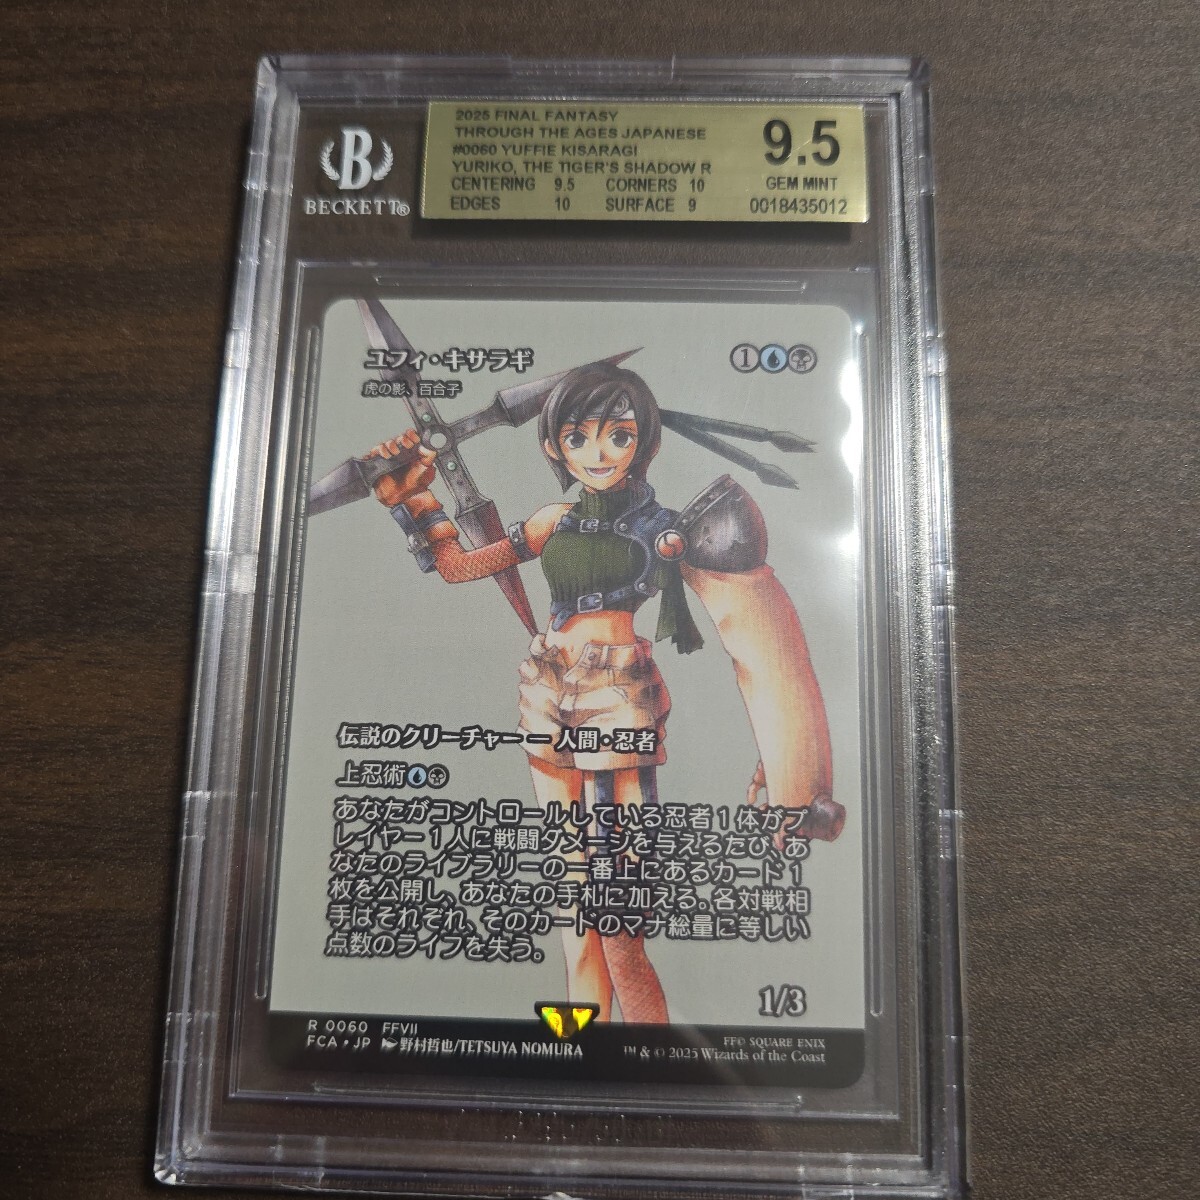 B
BECKETT®
2025 FINAL FANTASY
THROUGH THE AGES JAPANESE
#0060 YUFFIE KISARAGI
YURIKO, THE TIGER'S SHADOW R
CENTERING 9.5 CORNERS 10
EDGES 10 SURFACE 9
9.5
GEM MINT
0018435012
ユフィ・キサラギ
虎の影、百合子
1
伝説のクリーチャー — 人間・忍者
上忍術
あなたがコントロールしている忍者１体がプ
レイヤー１人に戦闘ダメージを与えるたび、あ
なたのライブラリーの一番上にあるカード１
枚を公開し、あなたの手札に加える。各対戦相
手はそれぞれ、そのカードのマナ総量に等しい
点数のライフを失う。
1/3
R 0060 FFVII
FCA • JP 野村哲也/TETSUYA NOMURA
FF© SQUARE ENIX
™ & © 2025 Wizards of the Coast